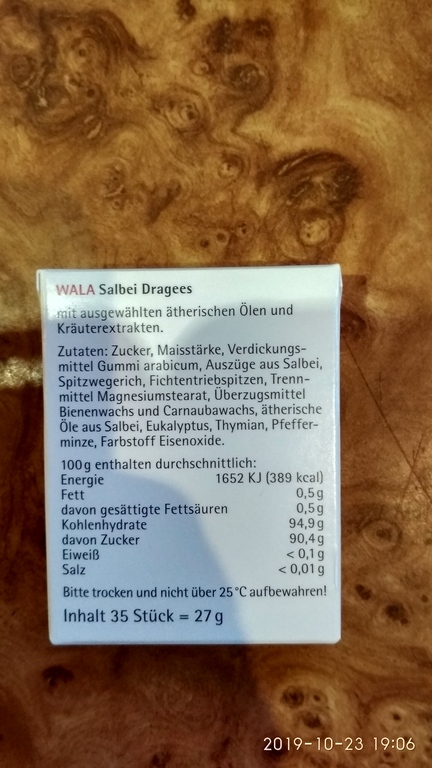 WALA Salbei Dragees
mit ausgewählten ätherischen Ölen und
Kräuterextrakten.
Zutaten: Zucker, Maisstärke, Verdickungs-
mittel Gummi arabicum, Auszüge aus Salbei,
Spitzwegerich, Fichtentriebspitzen, Trenn-
mittel Magnesiumstearat, Überzugsmittel
Bienenwachs und Carnaubawachs, ätherische
Öle aus Salbei, Eukalyptus, Thymian, Pfeffer-
minze, Farbstoff Eisenoxide.
100g enthalten durchschnittlich:
Energie 1652 KJ (389 kcal)
Fett 0,5g
davon gesättigte Fettsäuren 0,5g
Kohlenhydrate 94,9g
davon Zucker 90,4g
Eiweiß < 0,1g
Salz < 0,01g
Bitte trocken und nicht über 25°C aufbewahren!
Inhalt 35 Stück = 27g
2019-10-23 19:06